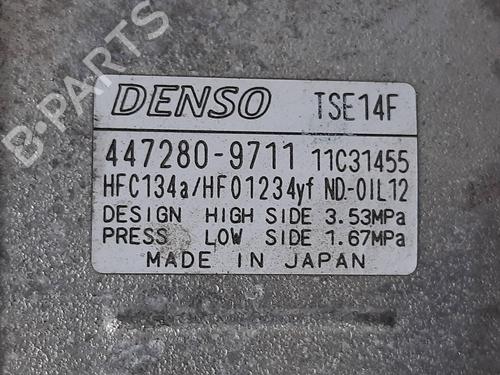 B-PARTS
DENSO TSE14F
447280-9711 11C31455
HFC134a/HFO1234yf ND-OIL12
DESIGN HIGH SIDE 3.53MPa
PRESS LOW SIDE 1.67MPa
MADE IN JAPAN